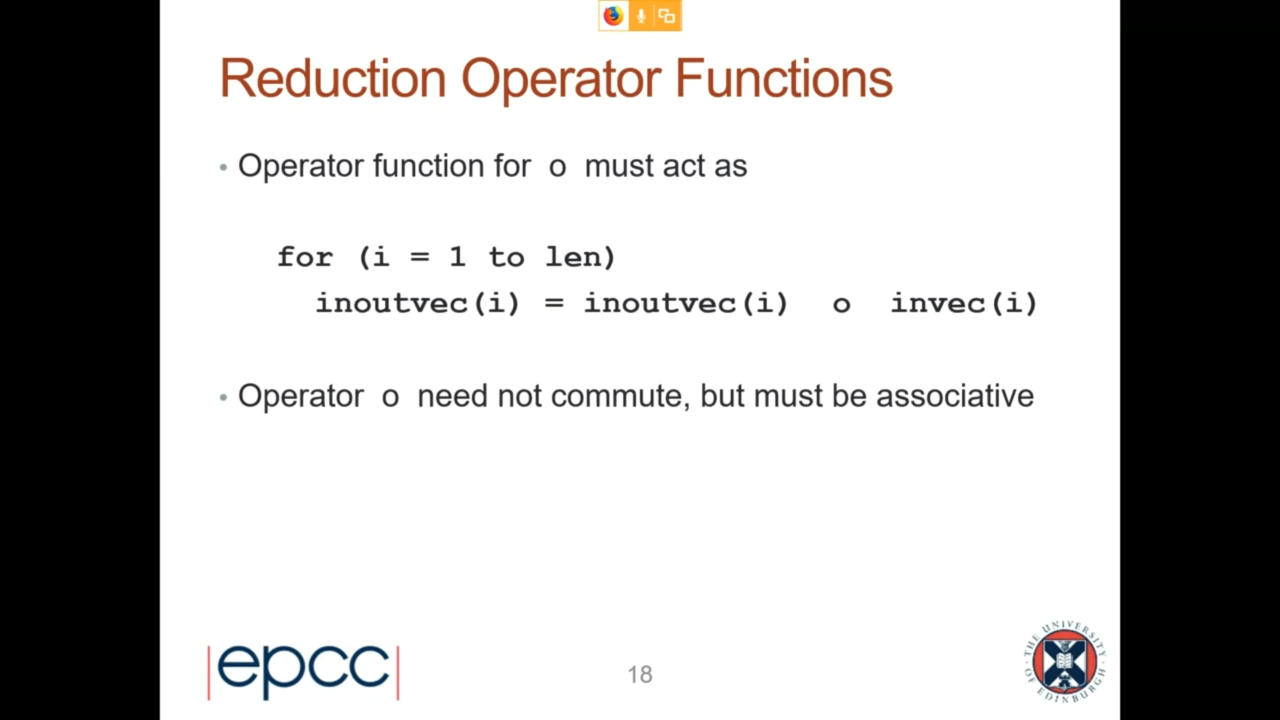 Reduction Operator Functions
• Operator function for o must act as
for (i = 1 to len)
inoutvec(i) = inoutvec(i) o invec(i)
• Operator o need not commute, but must be associative
|epcc|
18
THE UNIVERSITY OF EDINBURGH